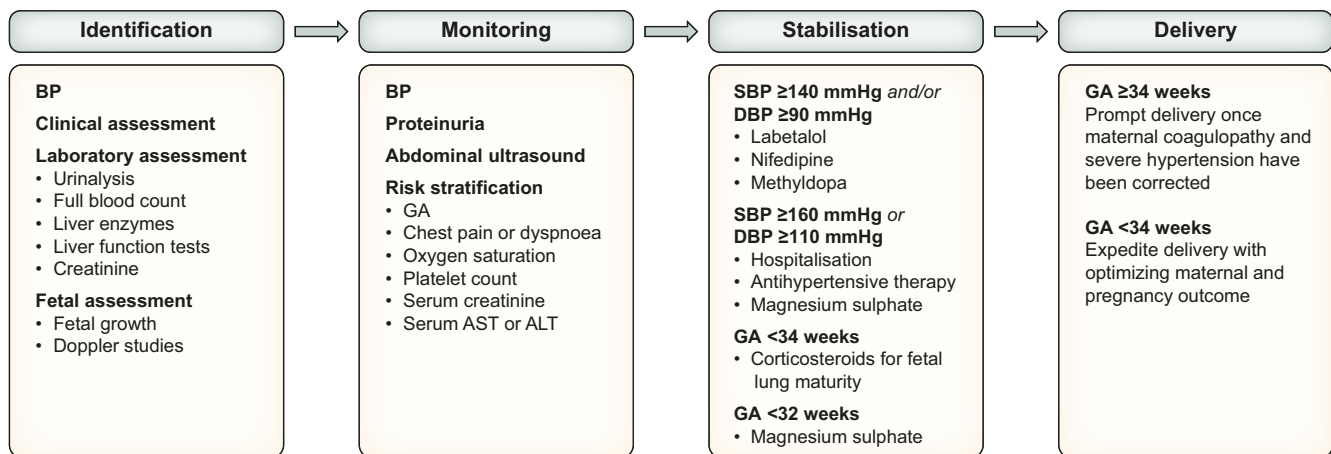 Identification
Monitoring
Stabilisation
Delivery
BP
Clinical assessment
Laboratory assessment
• Urinalysis
• Full blood count
• Liver enzymes
• Liver function tests
• Creatinine
Fetal assessment
• Fetal growth
• Doppler studies
BP
Proteinuria
Abdominal ultrasound
Risk stratification
• GA
• Chest pain or dyspnoea
• Oxygen saturation
• Platelet count
• Serum creatinine
• Serum AST or ALT
SBP ≥140 mmHg and/or
DBP ≥90 mmHg
• Labetalol
• Nifedipine
• Methyldopa
SBP ≥160 mmHg or
DBP ≥110 mmHg
• Hospitalisation
• Antihypertensive therapy
• Magnesium sulphate
GA <34 weeks
• Corticosteroids for fetal
lung maturity
GA <32 weeks
• Magnesium sulphate
GA ≥34 weeks
Prompt delivery once
maternal coagulopathy and
severe hypertension have
been corrected
GA <34 weeks
Expedite delivery with
optimizing maternal and
pregnancy outcome